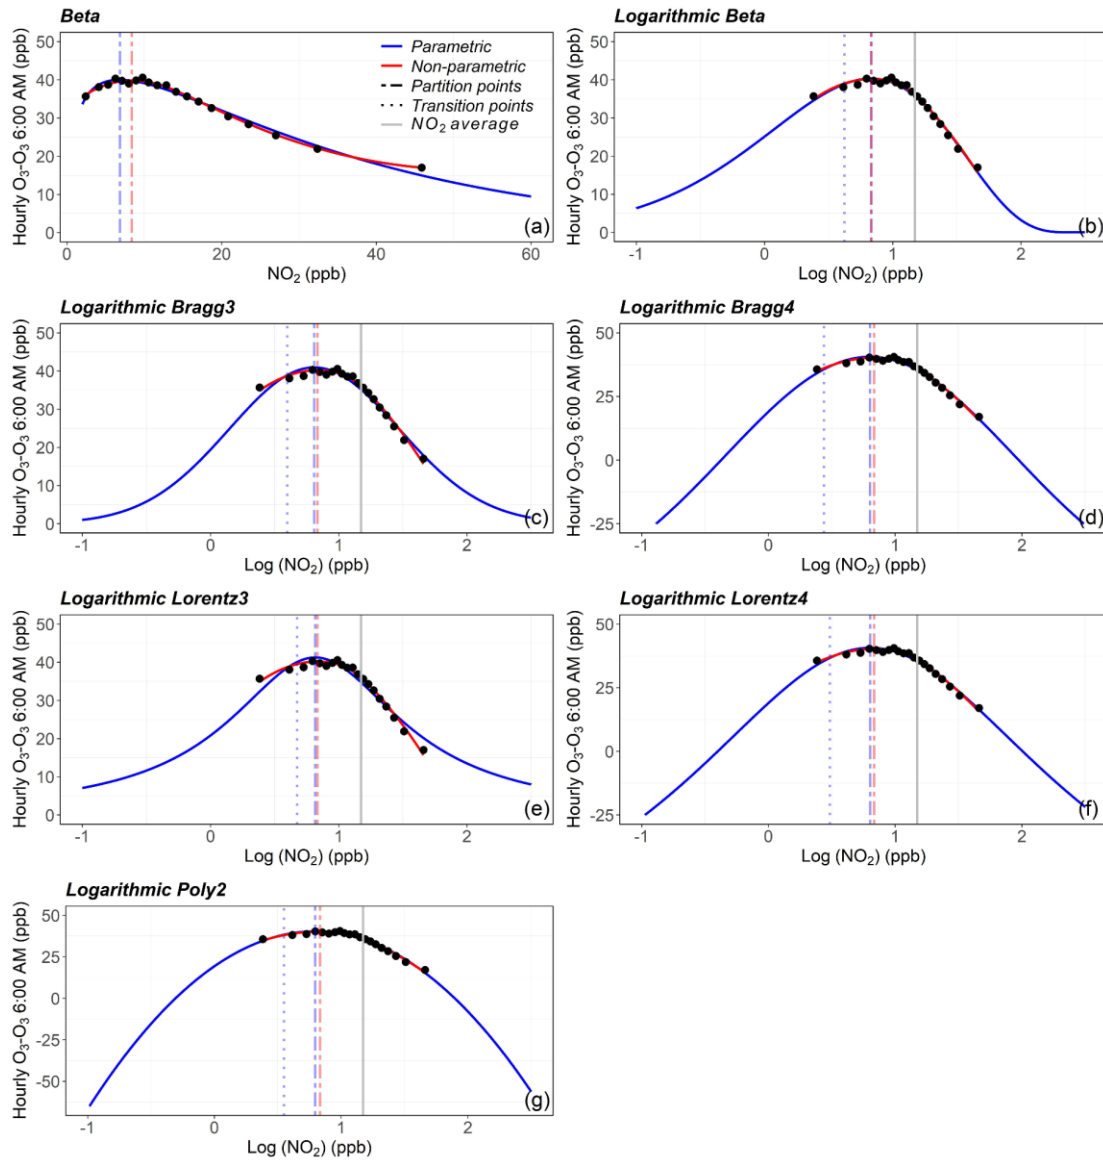 Beta
Hourly O₃-O₃ 6:00 AM (ppb)
50
40
30
20
10
0
Parametric
Non-parametric
Partition points
Transition points
NO₂ average
(a)
0
20
40
60
NO₂ (ppb)
Logarithmic Beta
Hourly O₃-O₃ 6:00 AM (ppb)
50
40
30
20
10
0
(b)
-1
0
1
2
Log (NO₂) (ppb)
Logarithmic Bragg3
Hourly O₃-O₃ 6:00 AM (ppb)
50
40
30
20
10
0
(c)
-1
0
1
2
Log (NO₂) (ppb)
Logarithmic Bragg4
Hourly O₃-O₃ 6:00 AM (ppb)
50
25
0
-25
(d)
-1
0
1
2
Log (NO₂) (ppb)
Logarithmic Lorentz3
Hourly O₃-O₃ 6:00 AM (ppb)
50
40
30
20
10
0
(e)
-1
0
1
2
Log (NO₂) (ppb)
Logarithmic Lorentz4
Hourly O₃-O₃ 6:00 AM (ppb)
50
25
0
-25
(f)
-1
0
1
2
Log (NO₂) (ppb)
Logarithmic Poly2
Hourly O₃-O₃ 6:00 AM (ppb)
50
25
0
-25
-50
(g)
-1
0
1
2
Log (NO₂) (ppb)